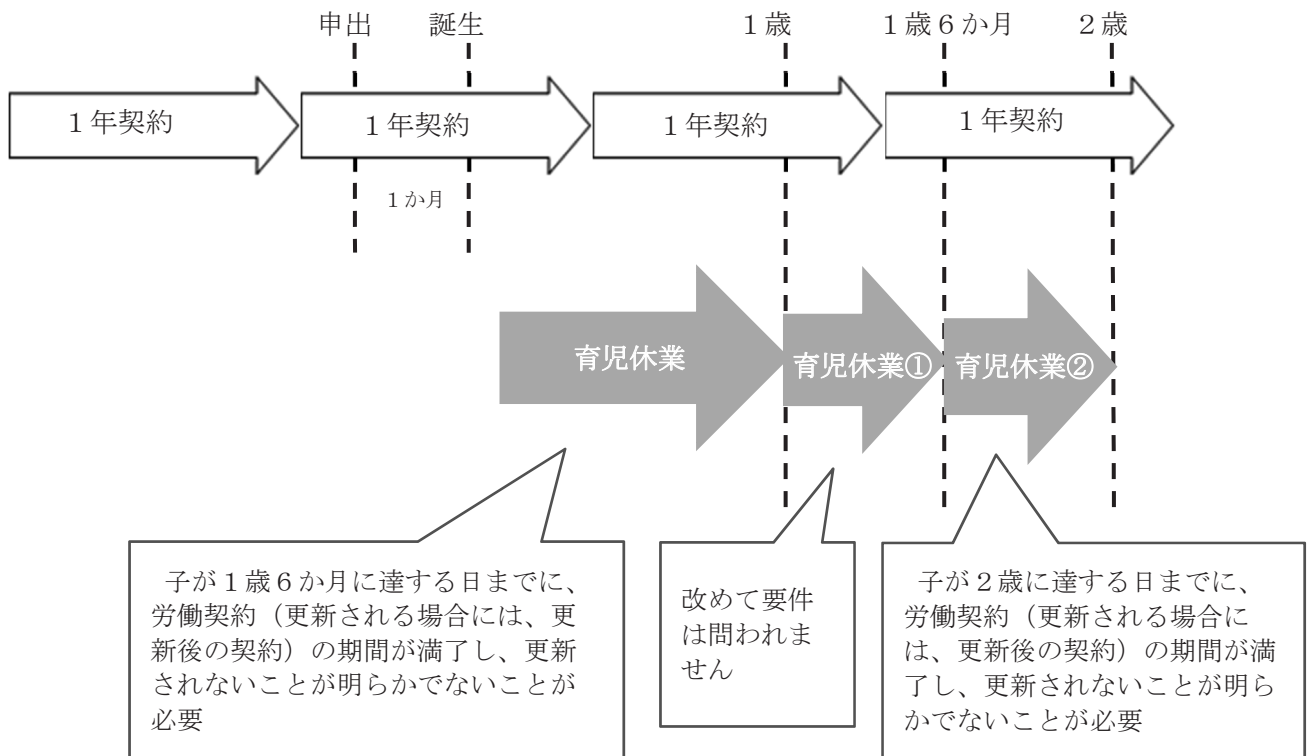 申出 誕生 １歳 １歳６か月 ２歳
１年契約 １年契約 １年契約 １年契約
１か月
育児休業 育児休業① 育児休業②
子が１歳６か月に達する日までに、
労働契約（更新される場合には、更
新後の契約）の期間が満了し、更新
されないことが明らかでないことが
必要
改めて要件
は問われま
せん
子が２歳に達する日までに、
労働契約（更新される場合に
は、更新後の契約）の期間が満
了し、更新されないことが明ら
かでないことが必要